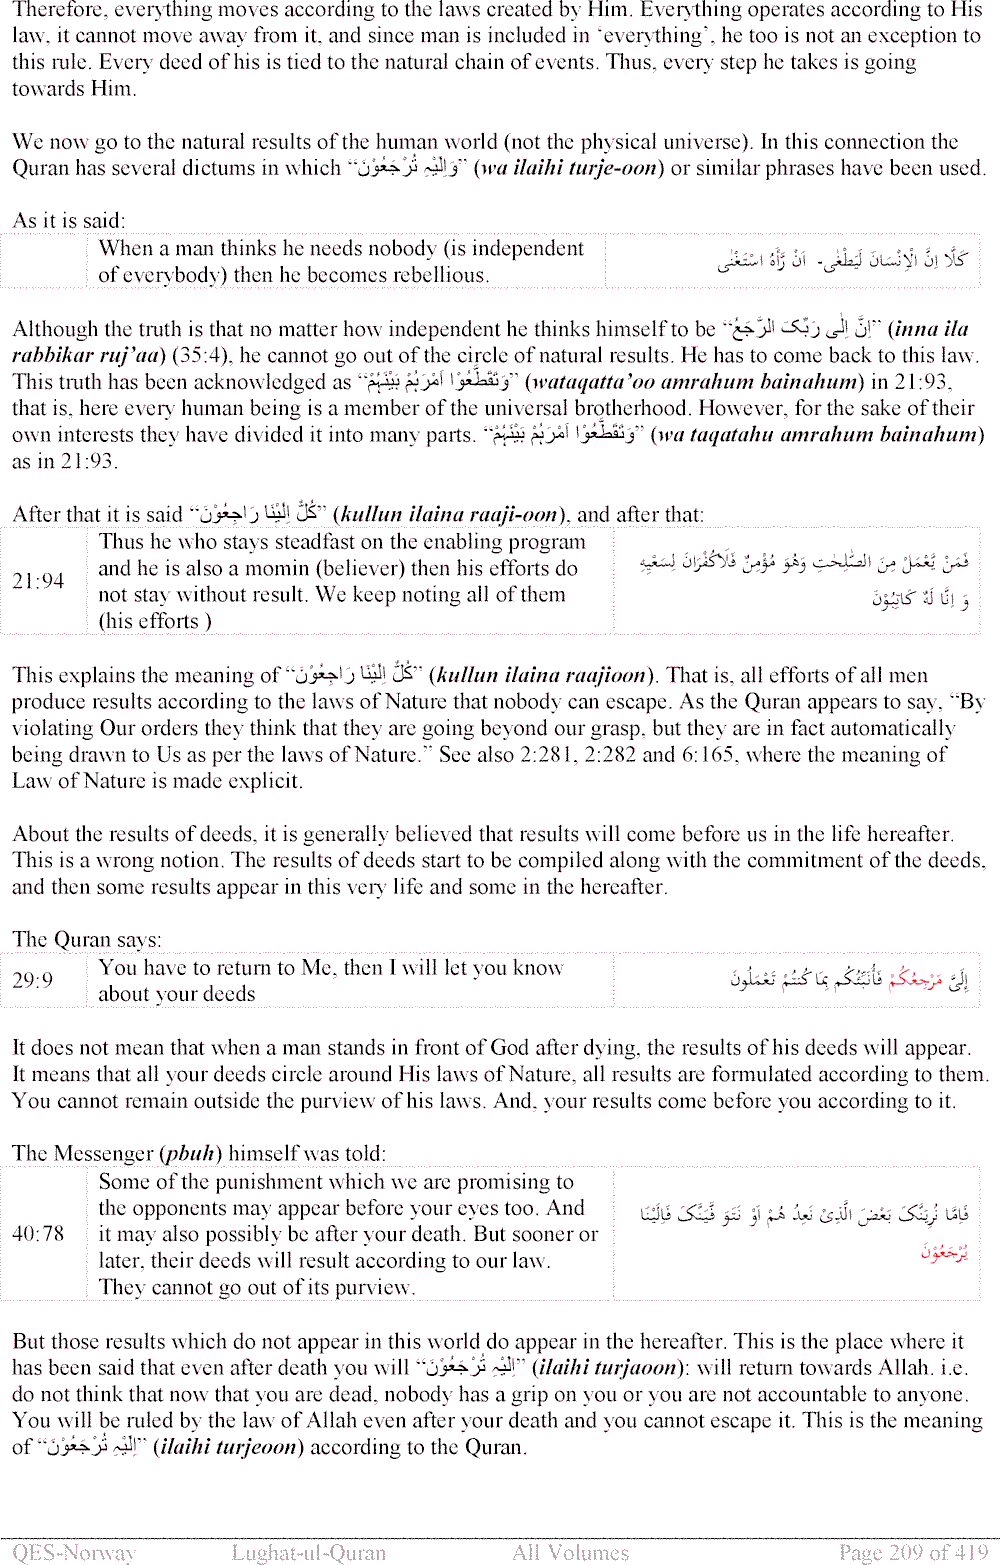 Therefore, everything moves according to the laws created by Him. Everything operates according to His
law, it cannot move away from it, and since man is included in ‘everything’, he too is not an exception to
this rule. Every deed of his is tied to the natural chain of events. Thus, every step he takes is going
towards Him.
We now go to the natural results of the human world (not the physical universe). In this connection the
Quran has several dictums in which “وَاِلَيْہِ تُرْجَعُوْنَ” (wa ilaihi turje-oon) or similar phrases have been used.
As it is said:
When a man thinks he needs nobody (is independent
of everybody) then he becomes rebellious.
كَلَّا اِنَّ الْاِنْسَانَ لَيَطْغٰى۔ اَنْ رَّاٰهُ اسْتَغْنٰى
Although the truth is that no matter how independent he thinks himself to be “اِنَّ اِلٰى رَبِّکَ الرَّجَعُ” (inna ila
rabbikar ruj’aa) (35:4), he cannot go out of the circle of natural results. He has to come back to this law.
This truth has been acknowledged as “وَتَقَطَّعُوْا اَمْرَہُمْ بَيْنَہُمْ” (wataqatta’oo amrahum bainahum) in 21:93,
that is, here every human being is a member of the universal brotherhood. However, for the sake of their
own interests they have divided it into many parts. “وَتَقَطَّعُوْا اَمْرَہُمْ بَيْنَہُمْ” (wa taqatahu amrahum bainahum)
as in 21:93.
After that it is said “كُلٌّ اِلَيْنَا رَاجِعُوْنَ” (kullun ilaina raaji-oon), and after that:
21:94
Thus he who stays steadfast on the enabling program
and he is also a momin (believer) then his efforts do
not stay without result. We keep noting all of them
(his efforts )
فَمَنْ يَّعْمَلْ مِنَ الصّٰلِحٰتِ وَهُوَ مُؤْمِنٌ فَلَاكُفْرَانَ لِسَعْيِهٖ
وَ اِنَّا لَهٗ كَاتِبُوْنَ
This explains the meaning of “كُلٌّ اِلَيْنَا رَاجِعُوْنَ” (kullun ilaina raajioon). That is, all efforts of all men
produce results according to the laws of Nature that nobody can escape. As the Quran appears to say, “By
violating Our orders they think that they are going beyond our grasp, but they are in fact automatically
being drawn to Us as per the laws of Nature.” See also 2:281, 2:282 and 6:165, where the meaning of
Law of Nature is made explicit.
About the results of deeds, it is generally believed that results will come before us in the life hereafter.
This is a wrong notion. The results of deeds start to be compiled along with the commitment of the deeds,
and then some results appear in this very life and some in the hereafter.
The Quran says:
29:9
You have to return to Me, then I will let you know
about your deeds
إِلَيَّ مَرْجِعُكُمْ فَأُنَبِّئُكُم بِمَا كُنتُمْ تَعْمَلُونَ
It does not mean that when a man stands in front of God after dying, the results of his deeds will appear.
It means that all your deeds circle around His laws of Nature, all results are formulated according to them.
You cannot remain outside the purview of his laws. And, your results come before you according to it.
The Messenger (pbuh) himself was told:
40:78
Some of the punishment which we are promising to
the opponents may appear before your eyes too. And
it may also possibly be after your death. But sooner or
later, their deeds will result according to our law.
They cannot go out of its purview.
فَاِمَّا نُرِيَنَّکَ بَعْضَ الَّذِىْ نَعِدُ هُمْ اَوْ نَتَوَ فَّيَنَّکَ فَاِلَيْنَا
يُرْجَعُوْنَ
But those results which do not appear in this world do appear in the hereafter. This is the place where it
has been said that even after death you will “اِلَيْہِ تُرْجَعُوْنَ” (ilaihi turjaoon): will return towards Allah. i.e.
do not think that now that you are dead, nobody has a grip on you or you are not accountable to anyone.
You will be ruled by the law of Allah even after your death and you cannot escape it. This is the meaning
of “اِلَيْہِ تُرْجَعُوْنَ” (ilaihi turjeoon) according to the Quran.
QES-Norway Lughat-ul-Quran All Volumes Page 209 of 419